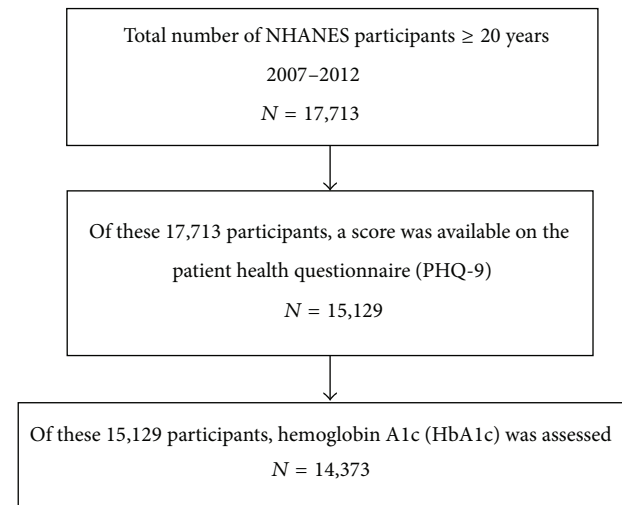 Total number of NHANES participants ≥ 20 years
2007–2012
N = 17,713
Of these 17,713 participants, a score was available on the
patient health questionnaire (PHQ-9)
N = 15,129
Of these 15,129 participants, hemoglobin A1c (HbA1c) was assessed
N = 14,373